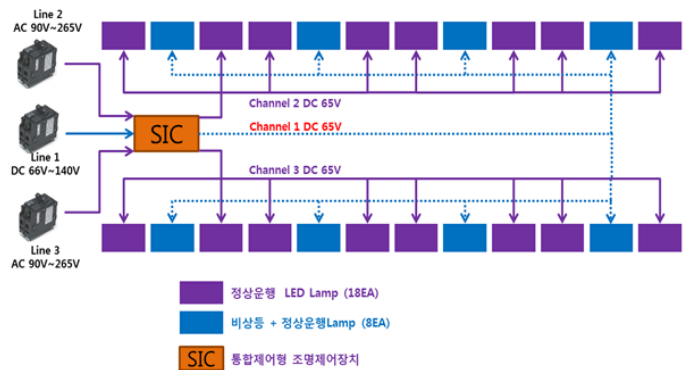 Line 2
AC 90V~265V
Line 1
DC 66V~140V
Line 3
AC 90V~265V
SIC
Channel 2 DC 65V
Channel 1 DC 65V
Channel 3 DC 65V
정상운행 LED Lamp (18EA)
비상등 + 정상운행Lamp (8EA)
SIC 통합제어형 조명제어장치